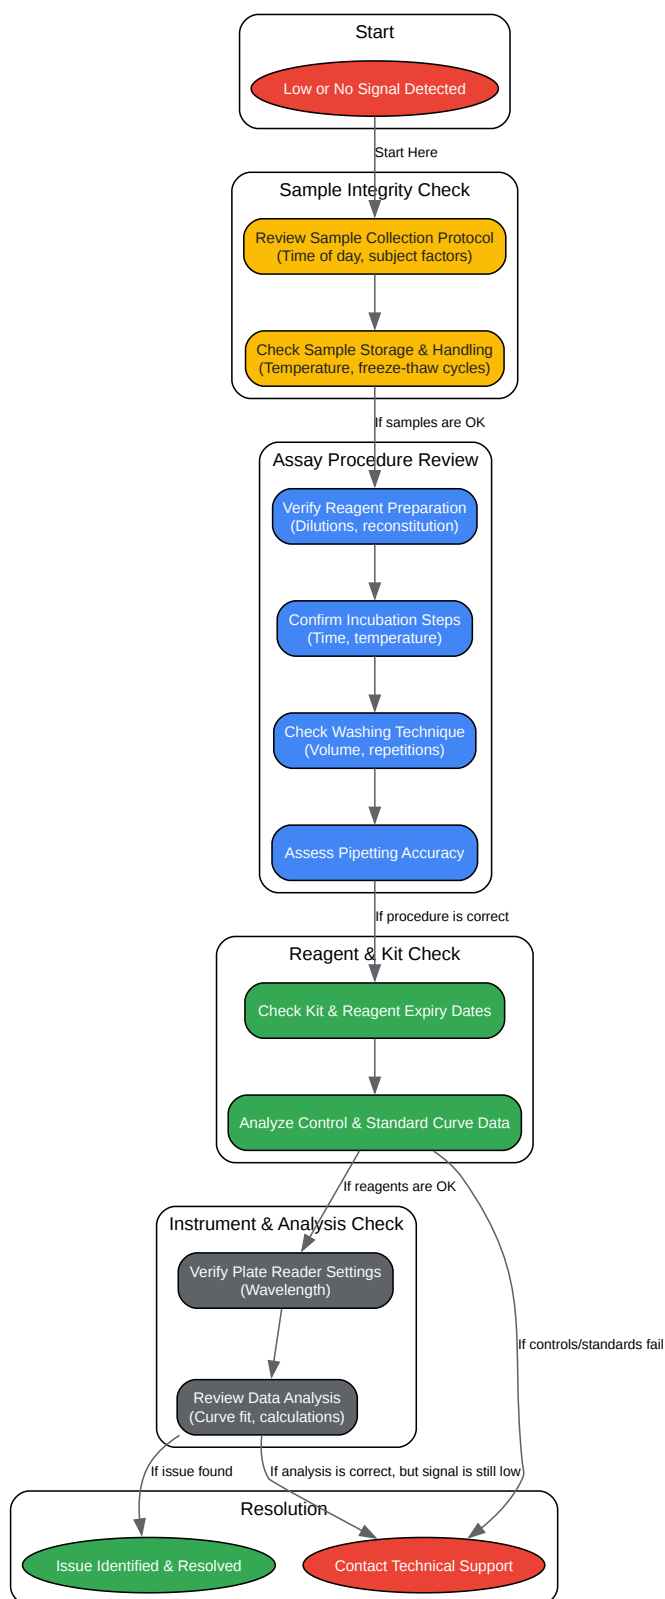 Start
Low or No Signal Detected
Start Here
Sample Integrity Check
Review Sample Collection Protocol
(Time of day, subject factors)
Check Sample Storage & Handling
(Temperature, freeze-thaw cycles)
If samples are OK
Assay Procedure Review
Verify Reagent Preparation
(Dilutions, reconstitution)
Confirm Incubation Steps
(Time, temperature)
Check Washing Technique
(Volume, repetitions)
Assess Pipetting Accuracy
If procedure is correct
Reagent & Kit Check
Check Kit & Reagent Expiry Dates
Analyze Control & Standard Curve Data
If reagents are OK
Instrument & Analysis Check
Verify Plate Reader Settings
(Wavelength)
If controls/standards fail
Review Data Analysis
(Curve fit, calculations)
If issue found
If analysis is correct, but signal is still low
Resolution
Issue Identified & Resolved
Contact Technical Support